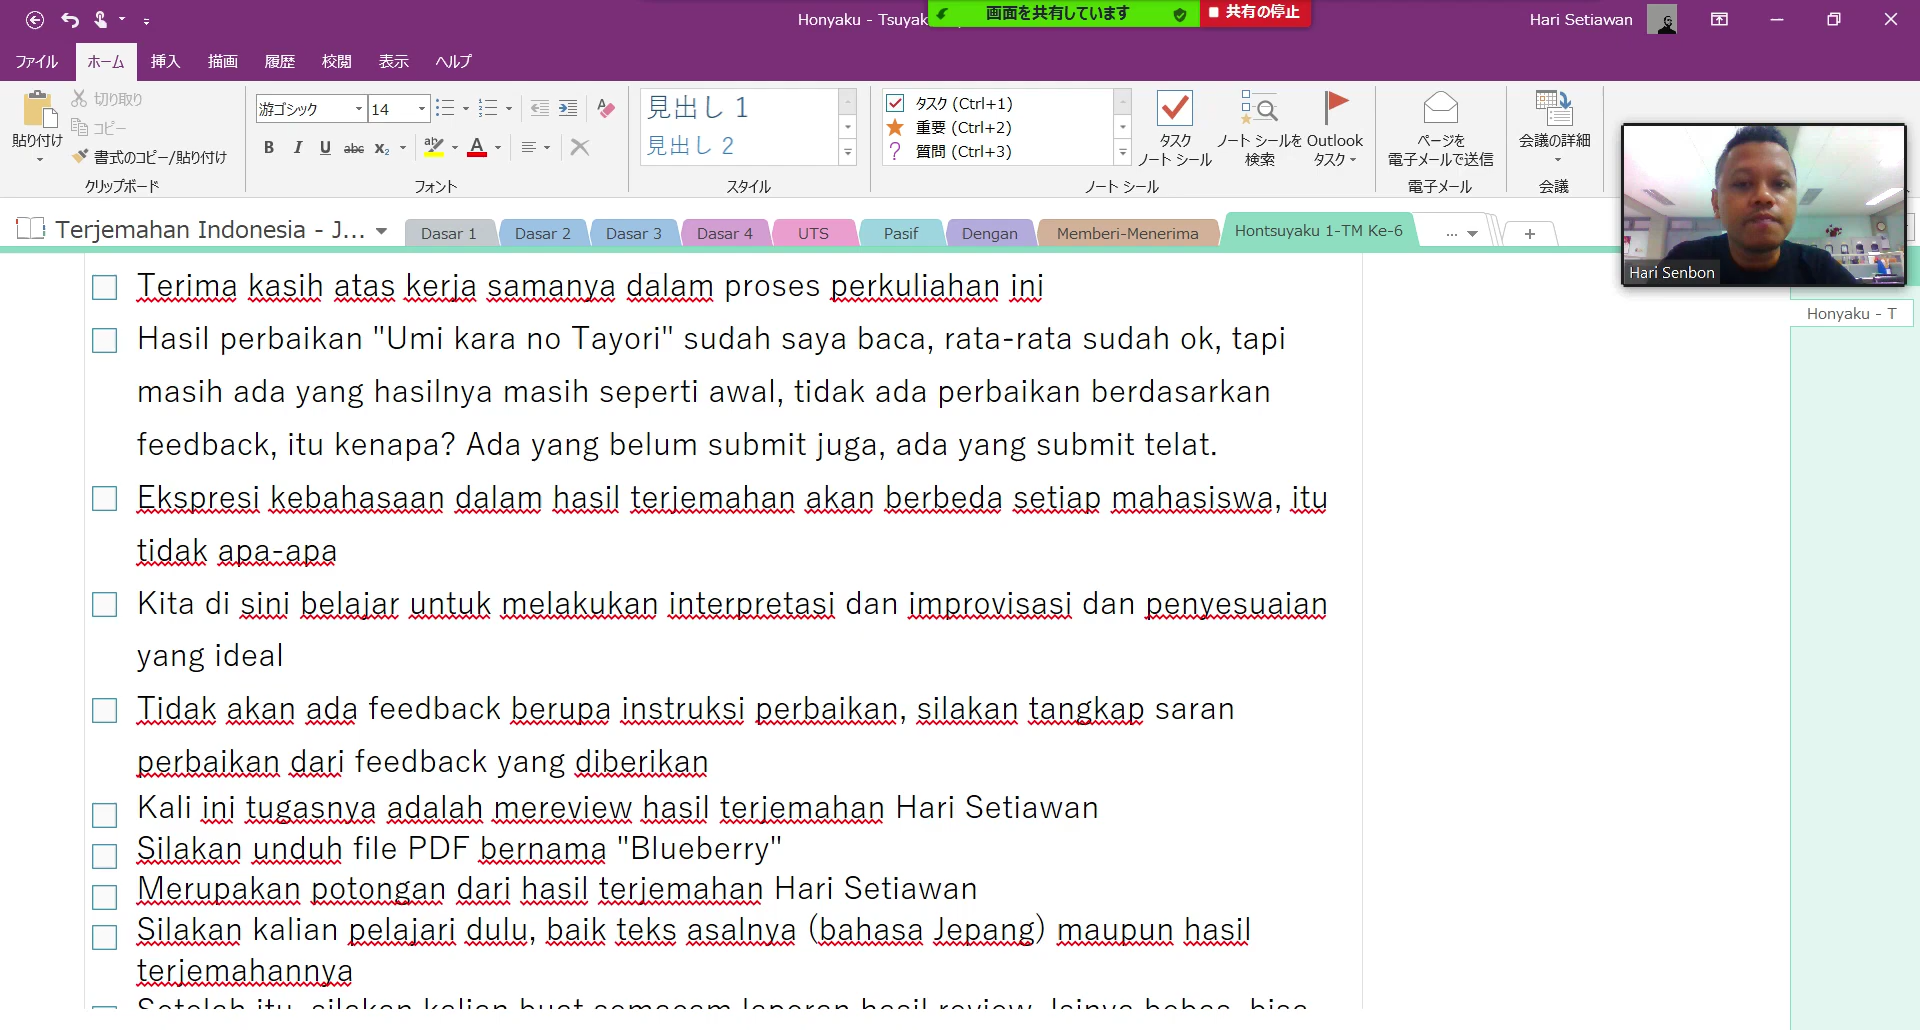 Honyaku - Tsuyak
画面を共有しています
共有の停止
Hari Setiawan
ファイル ホーム 挿入 描画 履歴 校閲 表示 ヘルプ
貼り付け
切り取り
コピー
書式のコピー/貼り付け
クリップボード
游ゴシック 14
B I U abc x₂ ab A
フォント
見出し 1
見出し 2
スタイル
タスク (Ctrl+1)
重要 (Ctrl+2)
? 質問 (Ctrl+3)
タスク
ノート シール
ノート シールを
検索
Outlook
タスク
ノート シール
ページを
電子メールで送信
電子メール
会議の詳細
会議
Terjemahan Indonesia - J...
Dasar 1 Dasar 2 Dasar 3 Dasar 4 UTS Pasif Dengan Memberi-Menerima Hontsuyaku 1-TM Ke-6 ... +
Hari Senbon
Honyaku - T
Terima kasih atas kerja samanya dalam proses perkuliahan ini
Hasil perbaikan "Umi kara no Tayori" sudah saya baca, rata-rata sudah ok, tapi
masih ada yang hasilnya masih seperti awal, tidak ada perbaikan berdasarkan
feedback, itu kenapa? Ada yang belum submit juga, ada yang submit telat.
Ekspresi kebahasaan dalam hasil terjemahan akan berbeda setiap mahasiswa, itu
tidak apa-apa
Kita di sini belajar untuk melakukan interpretasi dan improvisasi dan penyesuaian
yang ideal
Tidak akan ada feedback berupa instruksi perbaikan, silakan tangkap saran
perbaikan dari feedback yang diberikan
Kali ini tugasnya adalah mereview hasil terjemahan Hari Setiawan
Silakan unduh file PDF bernama "Blueberry"
Merupakan potongan dari hasil terjemahan Hari Setiawan
Silakan kalian pelajari dulu, baik teks asalnya (bahasa Jepang) maupun hasil
terjemahannya
Setelah itu, silakan kalian buat semacam laporan hasil review. Isinya bebas, bisa